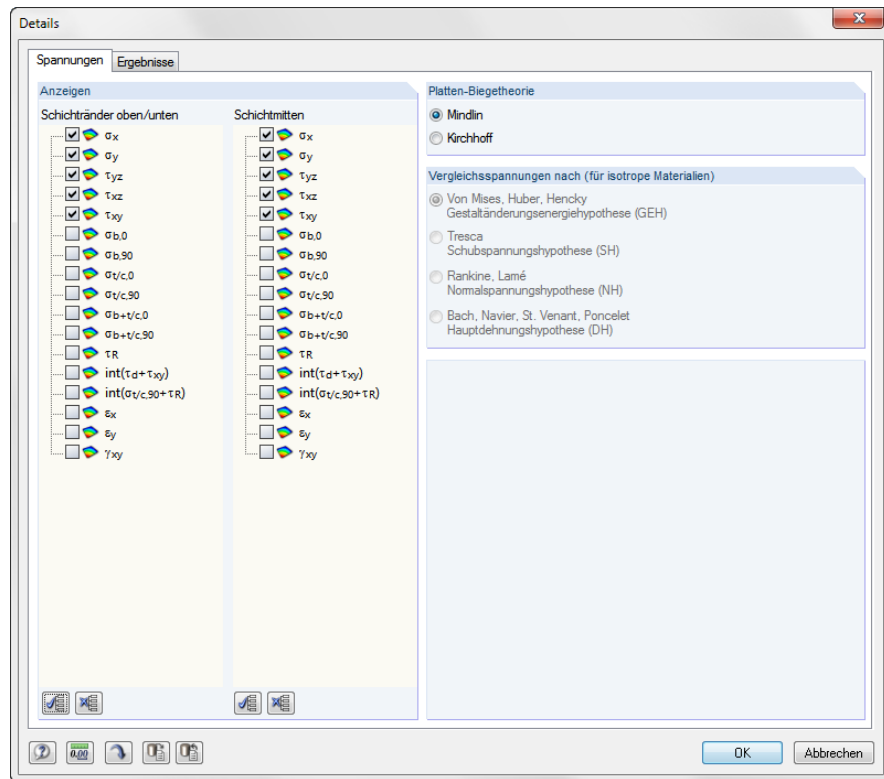 Details
Spannungen Ergebnisse
Anzeigen
Schichtränder oben/unten
σx
σy
τyz
τxz
τxy
σb,0
σb,90
σt/c,0
σt/c,90
σb+t/c,0
σb+t/c,90
τR
int(τd+τxy)
int(σt/c,90+τR)
εx
εy
γxy
Schichtmitten
σx
σy
τyz
τxz
τxy
σb,0
σb,90
σt/c,0
σt/c,90
σb+t/c,0
σb+t/c,90
τR
int(τd+τxy)
int(σt/c,90+τR)
εx
εy
γxy
Platten-Biegetheorie
Mindlin
Kirchhoff
Vergleichsspannungen nach (für isotrope Materialien)
Von Mises, Huber, Hencky
Gestaltänderungsenergiehypothese (GEH)
Tresca
Schubspannungshypothese (SH)
Rankine, Lamé
Normalspannungshypothese (NH)
Bach, Navier, St. Venant, Poncelet
Hauptdehnungshypothese (DH)
0.00
OK Abbrechen